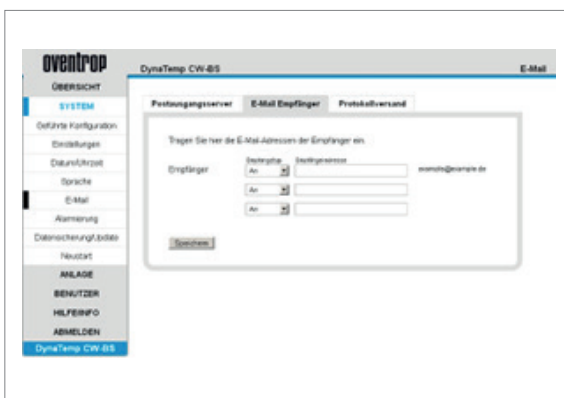 oventrop
DynaTemp CW-BS
E-Mail
ÜBERSICHT
SYSTEM
Geführte Konfiguration
Einstellungen
Datum/Uhrzeit
Sprache
E-Mail
Alarmierung
Datensicherung/Update
Neustart
ANLAGE
BENUTZER
HILFE/INFO
ABMELDEN
DynaTemp CW-BS
Postausgangsserver
E-Mail Empfänger
Protokollversand
Tragen Sie hier die E-Mail-Adressen der Empfänger ein.
Empfängertyp
Empfängeradresse
Empfänger
An
example@example.de
An
An
Speichern